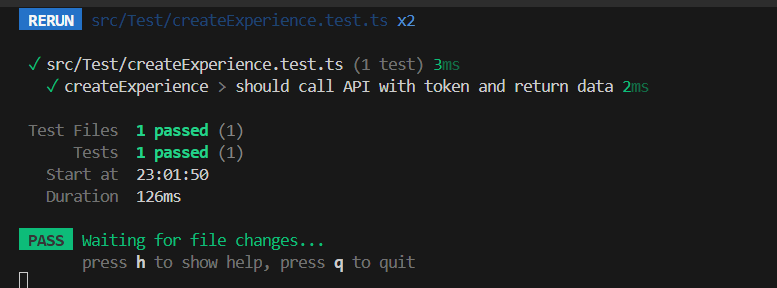 RERUN src/Test/createExperience.test.ts x2
✓ src/Test/createExperience.test.ts (1 test) 3ms
✓ createExperience > should call API with token and return data 2ms
Test Files 1 passed (1)
Tests 1 passed (1)
Start at 23:01:50
Duration 126ms
PASS Waiting for file changes...
press h to show help, press q to quit